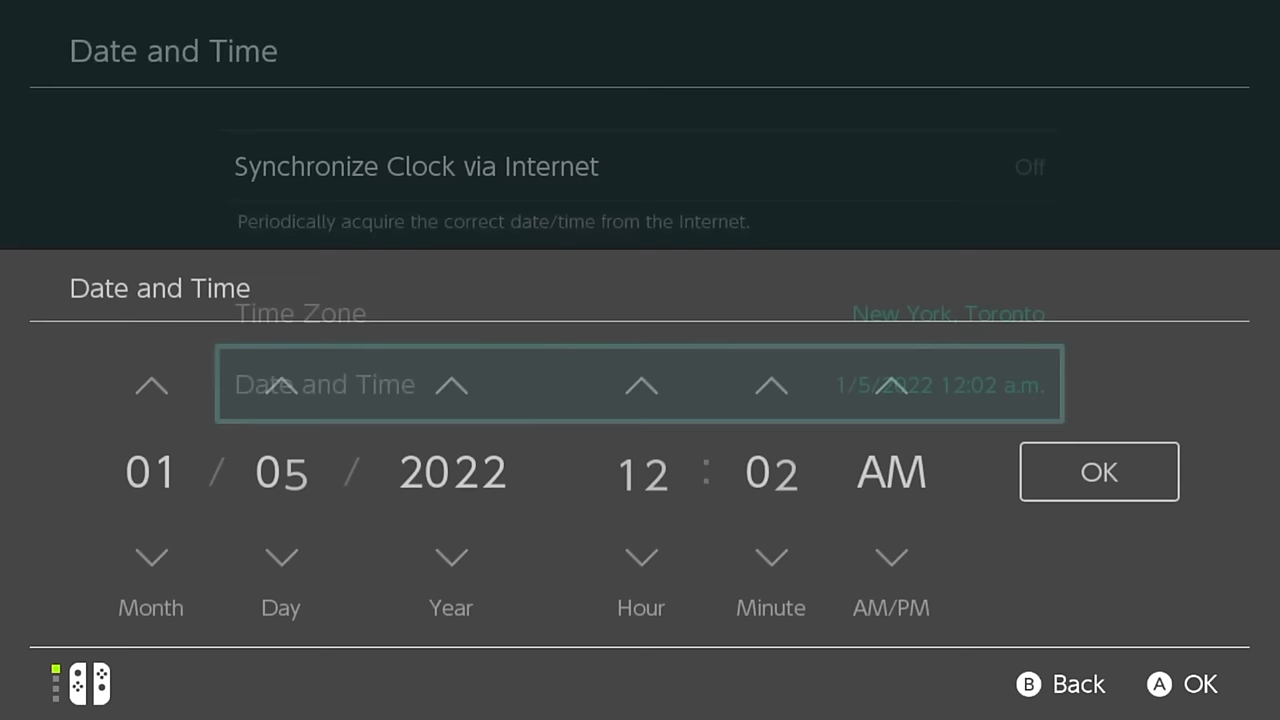 Date and Time
Synchronize Clock via Internet Off
Periodically acquire the correct date/time from the Internet.
Date and Time
Time Zone New York, Toronto
Date and Time 1/5/2022 12:02 a.m.
01 / 05 / 2022 12 : 02 AM OK
Month Day Year Hour Minute AM/PM
B Back A OK